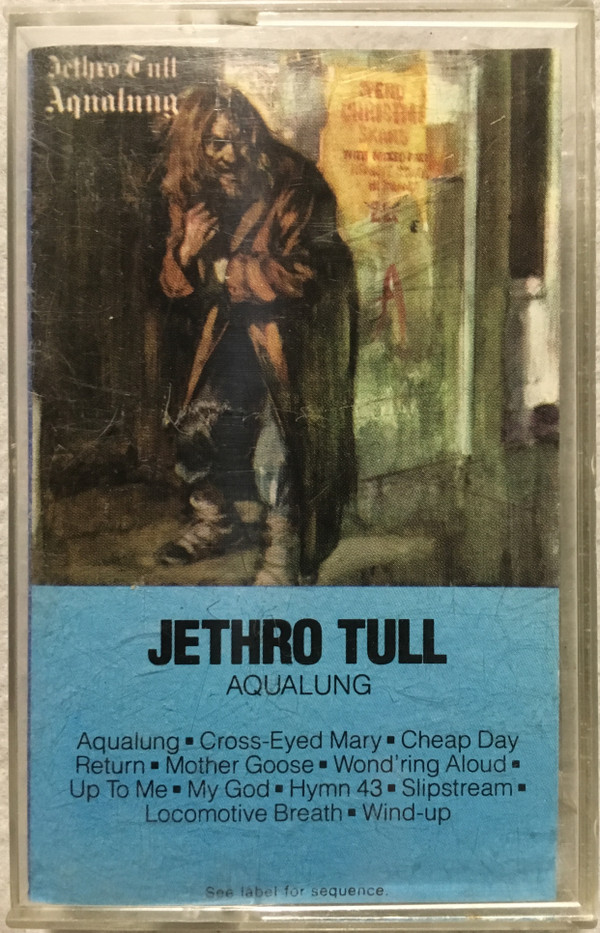 Jethro Tull
Aqualung
CHRISTMAS
JETHRO TULL
AQUALUNG
Aqualung ▪ Cross-Eyed Mary ▪ Cheap Day
Return ▪ Mother Goose ▪ Wond'ring Aloud ▪
Up To Me ▪ My God ▪ Hymn 43 ▪ Slipstream ▪
Locomotive Breath ▪ Wind-up
See label for sequence.